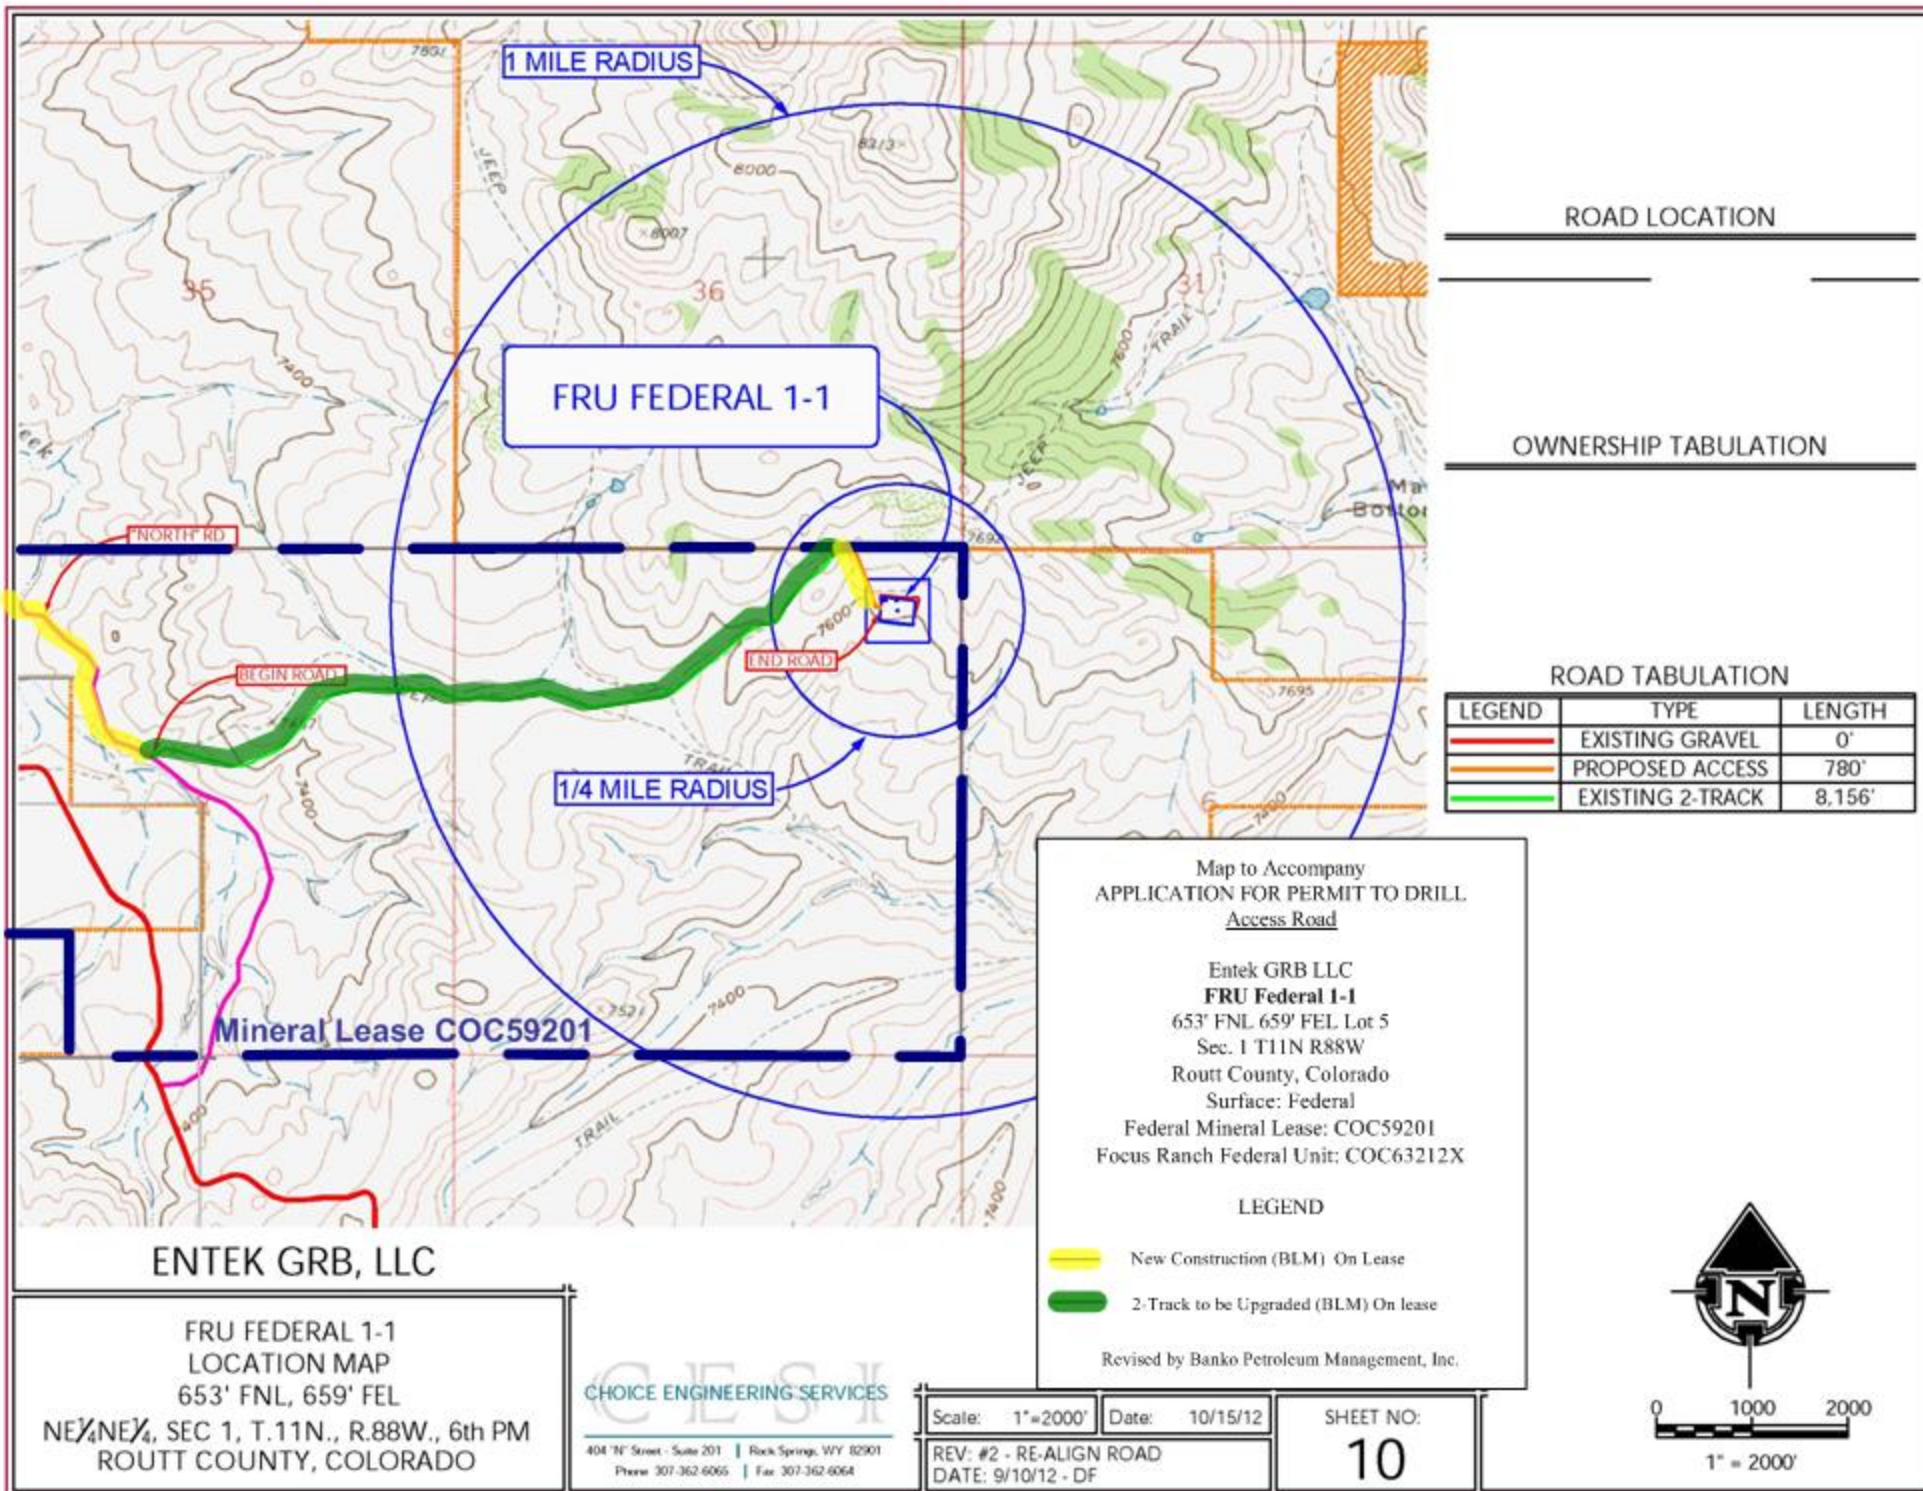 7801
1 MILE RADIUS
JEEP
8313
8000
8007
35
36
31
TRAIL
7600
7400
FRU FEDERAL 1-1
eek
JEEP
Ma
Bottor
"NORTH" RD
7692
7600
BEGIN ROAD
END ROAD
7695
TRAIL
7400
1/4 MILE RADIUS
6
7400
7400
7521
Mineral Lease COC59201
400
TRAIL
7400
ROAD LOCATION
OWNERSHIP TABULATION
ROAD TABULATION
LEGEND TYPE LENGTH
EXISTING GRAVEL 0'
PROPOSED ACCESS 780'
EXISTING 2-TRACK 8,156'
Map to Accompany
APPLICATION FOR PERMIT TO DRILL
Access Road
Entek GRB LLC
FRU Federal 1-1
653' FNL 659' FEL Lot 5
Sec. 1 T11N R88W
Routt County, Colorado
Surface: Federal
Federal Mineral Lease: COC59201
Focus Ranch Federal Unit: COC63212X
LEGEND
New Construction (BLM) On Lease
2-Track to be Upgraded (BLM) On lease
Revised by Banko Petroleum Management, Inc.
ENTEK GRB, LLC
FRU FEDERAL 1-1
LOCATION MAP
653' FNL, 659' FEL
NE¼NE¼, SEC 1, T.11N., R.88W., 6th PM
ROUTT COUNTY, COLORADO
CESI
CHOICE ENGINEERING SERVICES
404 "N" Street - Suite 201 | Rock Springs, WY 82901
Phone 307-362-6065 | Fax 307-362-6064
Scale: 1"=2000' Date: 10/15/12
REV: #2 - RE-ALIGN ROAD
DATE: 9/10/12 - DF
SHEET NO:
10
N
0 1000 2000
1" = 2000'